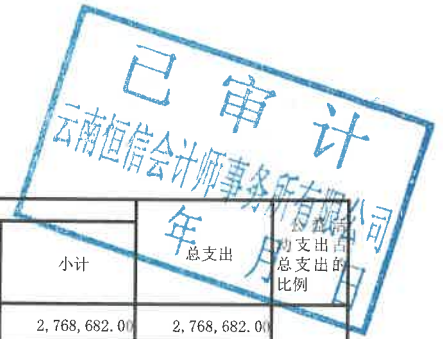 已审计
云南恒信会计师事务所有限公司
年 月 日
小计
总支出
动支出占
总支出的
比例
2,768,682.00
2,768,682.00